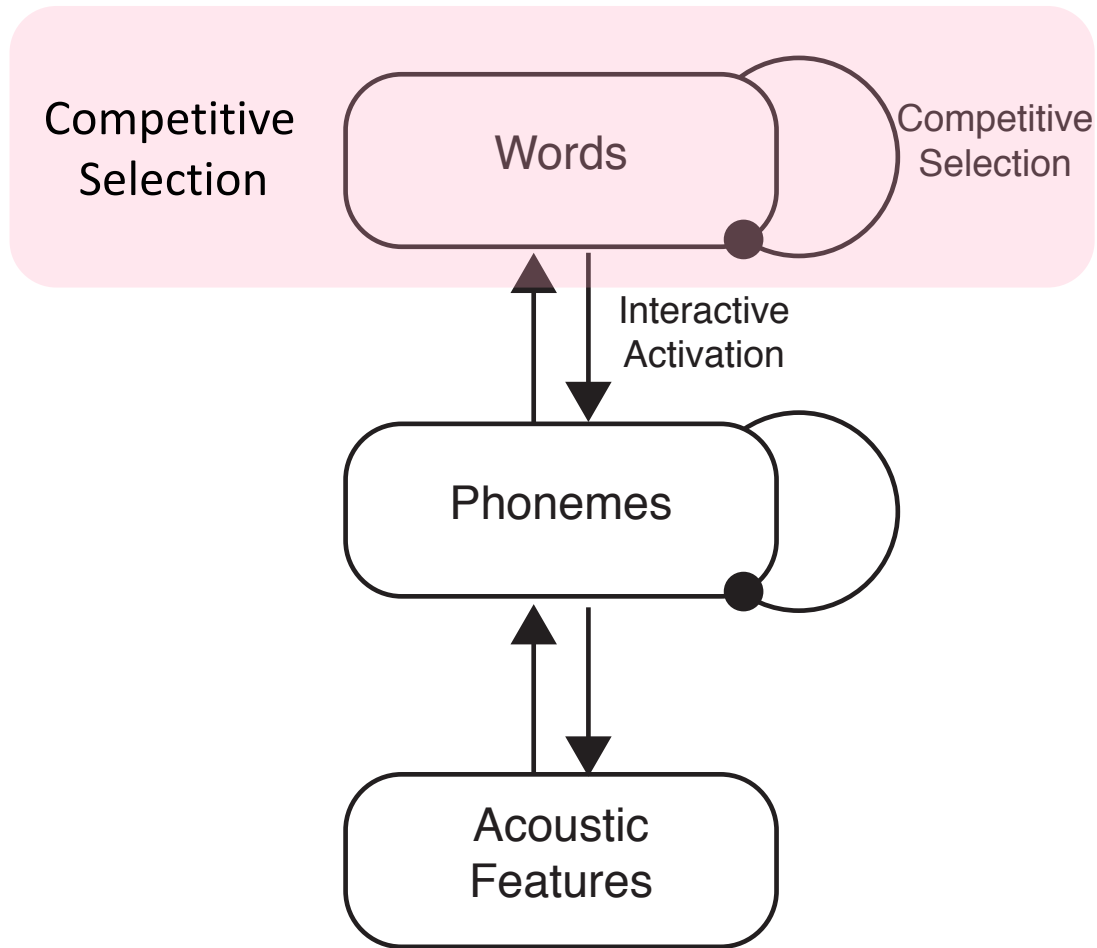 Competitive
Selection
Words
Competitive
Selection
Interactive
Activation
Phonemes
Acoustic
Features